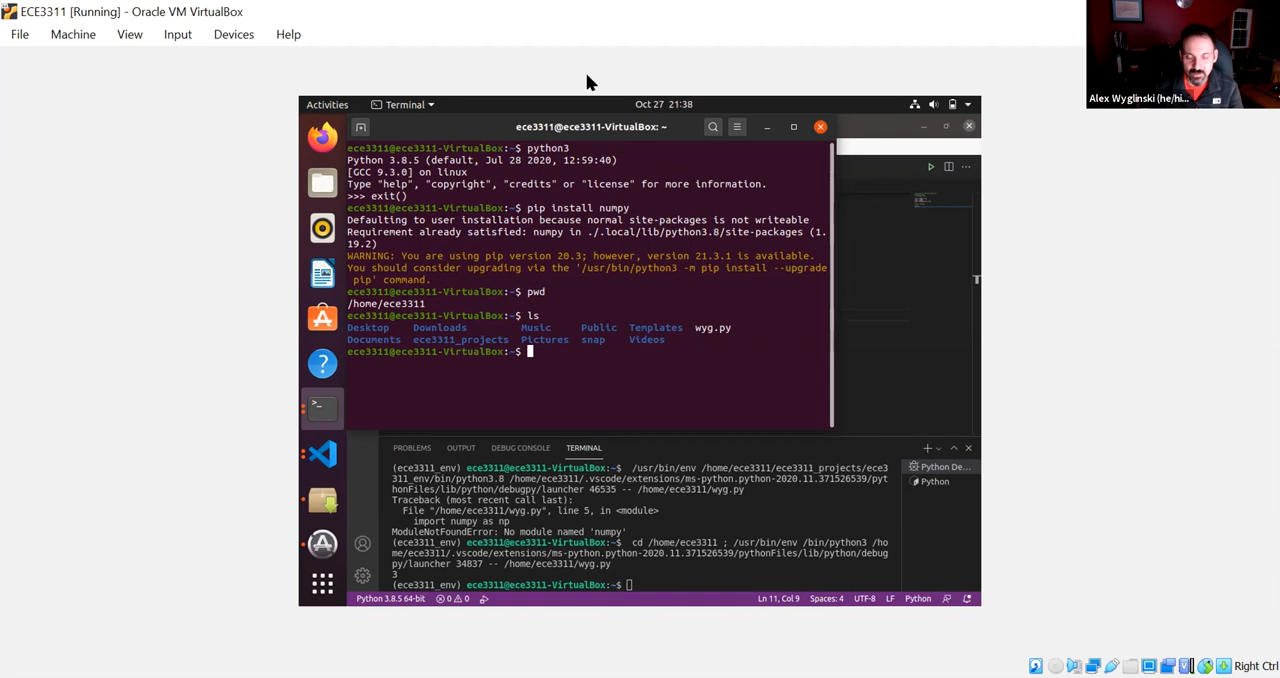 ECE3311 [Running] - Oracle VM VirtualBox
File Machine View Input Devices Help
Alex Wyglinski (he/hi...
Activities Terminal Oct 27 21:38
ece3311@ece3311-VirtualBox: ~
ece3311@ece3311-VirtualBox:~$ python3
Python 3.8.5 (default, Jul 28 2020, 12:59:40)
[GCC 9.3.0] on linux
Type "help", "copyright", "credits" or "license" for more information.
>>> exit()
ece3311@ece3311-VirtualBox:~$ pip install numpy
Defaulting to user installation because normal site-packages is not writeable
Requirement already satisfied: numpy in ./.local/lib/python3.8/site-packages (1.
19.2)
WARNING: You are using pip version 20.3; however, version 21.3.1 is available.
You should consider upgrading via the '/usr/bin/python3 -m pip install --upgrade
pip' command.
ece3311@ece3311-VirtualBox:~$ pwd
/home/ece3311
ece3311@ece3311-VirtualBox:~$ ls
Desktop Downloads Music Public Templates wyg.py
Documents ece3311_projects Pictures snap Videos
ece3311@ece3311-VirtualBox:~$
PROBLEMS OUTPUT DEBUG CONSOLE TERMINAL
Python De...
Python
(ece3311_env) ece3311@ece3311-VirtualBox:~$ /usr/bin/env /home/ece3311/ece3311_projects/ece3
311_env/bin/python3.8 /home/ece3311/.vscode/extensions/ms-python.python-2020.11.371526539/pyt
honFiles/lib/python/debugpy/launcher 46535 -- /home/ece3311/wyg.py
Traceback (most recent call last):
File "/home/ece3311/wyg.py", line 5, in <module>
import numpy as np
ModuleNotFoundError: No module named 'numpy'
(ece3311_env) ece3311@ece3311-VirtualBox:~$ cd /home/ece3311 ; /usr/bin/env /bin/python3 /ho
me/ece3311/.vscode/extensions/ms-python.python-2020.11.371526539/pythonFiles/lib/python/debug
py/launcher 34837 -- /home/ece3311/wyg.py
3
(ece3311_env) ece3311@ece3311-VirtualBox:~$
Python 3.8.5 64-bit 0 0 Ln 11, Col 9 Spaces: 4 UTF-8 LF Python
Right Ctrl